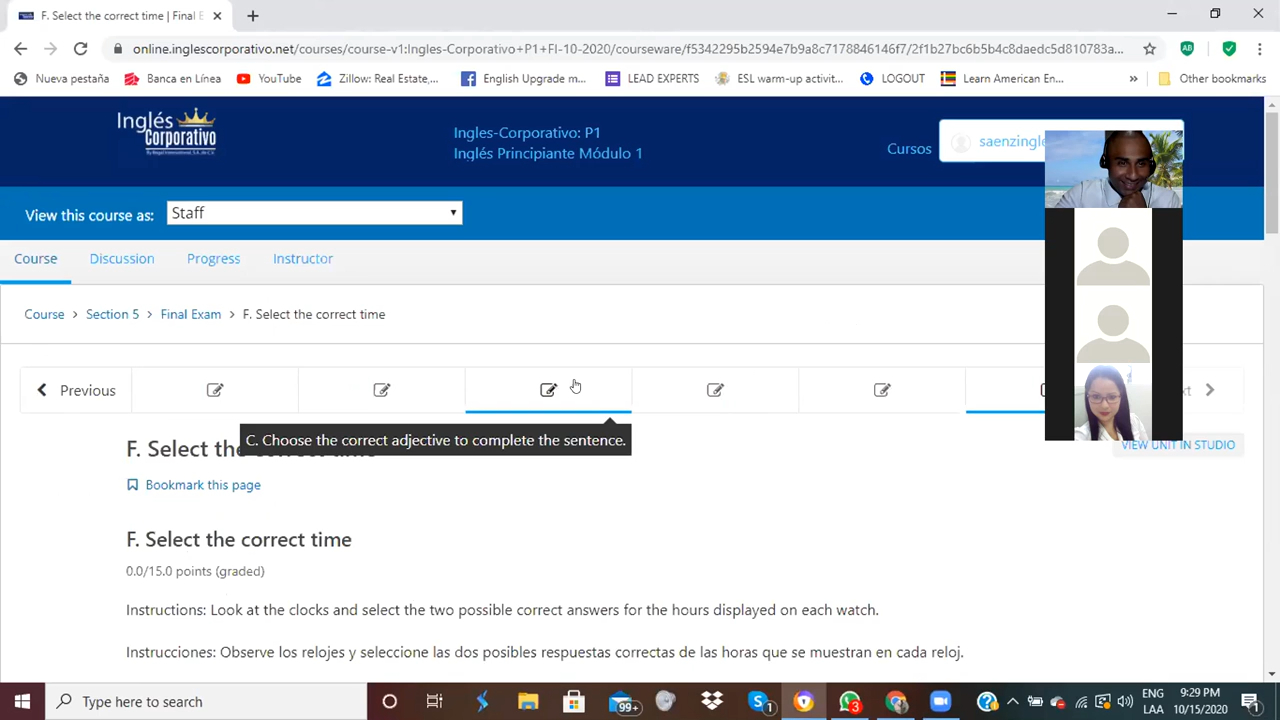 F. Select the correct time | Final E
online.inglescorporativo.net/courses/course-v1:Ingles-Corporativo+P1+FI-10-2020/courseware/f5342295b2594e7b9a8c7178846146f7/2f1b27bc6b5b4c8daedc5d810783a...
Nueva pestaña
Banca en Línea
YouTube
Zillow: Real Estate,...
English Upgrade m...
LEAD EXPERTS
ESL warm-up activit...
LOGOUT
Learn American En...
»
Other bookmarks
Inglés
Corporativo
Ingles-Corporativo: P1
Inglés Principiante Módulo 1
Cursos
saenzingle
View this course as:
Staff
Course
Discussion
Progress
Instructor
Course > Section 5 > Final Exam > F. Select the correct time
Previous
C. Choose the correct adjective to complete the sentence.
F. Select the correct time
VIEW UNIT IN STUDIO
Bookmark this page
F. Select the correct time
0.0/15.0 points (graded)
Instructions: Look at the clocks and select the two possible correct answers for the hours displayed on each watch.
Instrucciones: Observe los relojes y seleccione las dos posibles respuestas correctas de las horas que se muestran en cada reloj.
Type here to search
99+
1
3
ENG
LAA
9:29 PM
10/15/2020
1